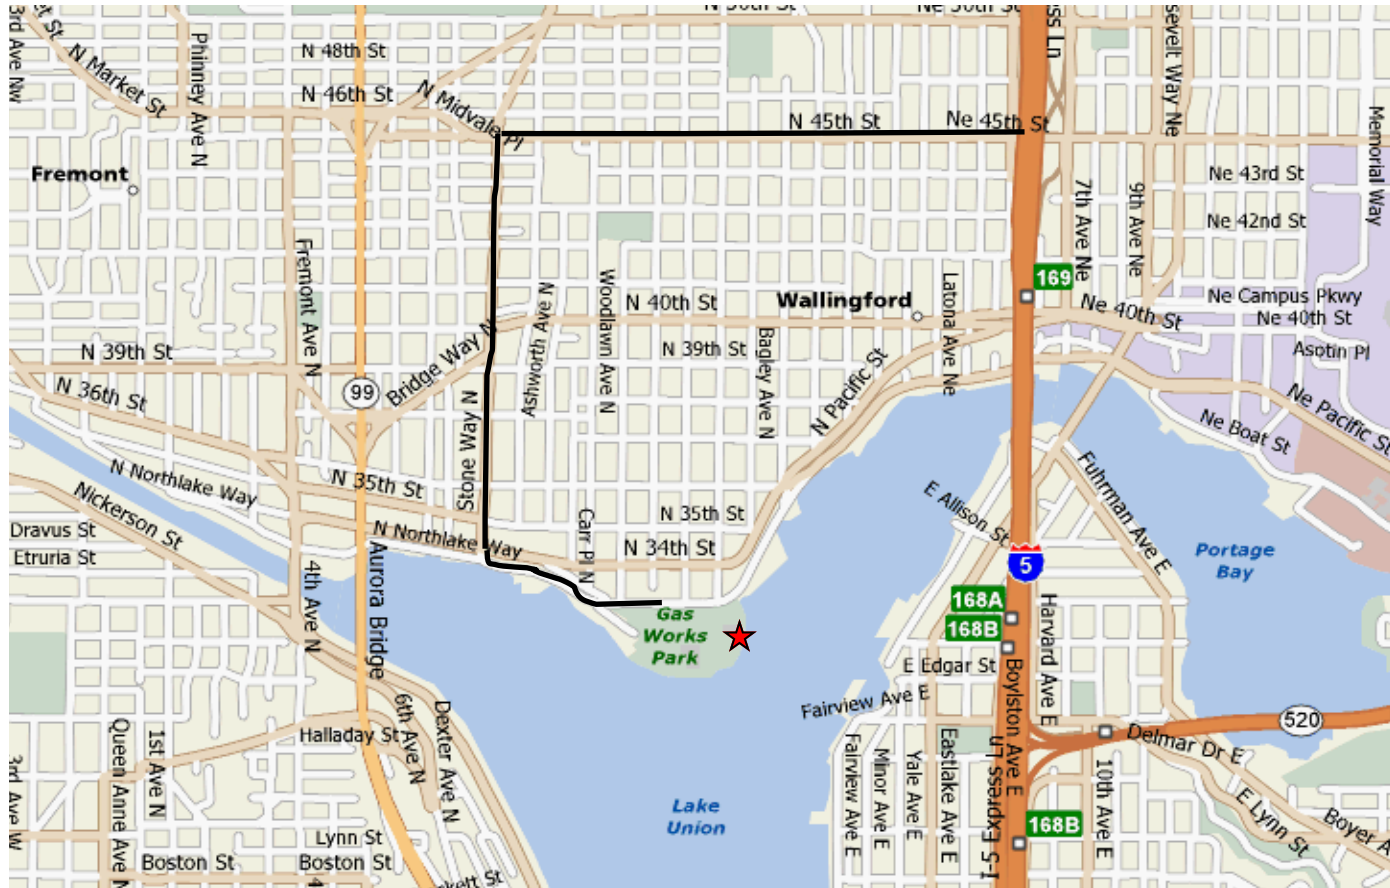 Ne 50th St
N Market St
Phinney Ave N
N 48th St
N 46th St
N Midvale Pl
N 45th St
Ne 45th St
Memorial Way
Fremont
Ne 43rd St
7th Ave Ne
9th Ave Ne
Ne 42nd St
Fremont Ave N
169
Woodlawn Ave N
N 40th St
Wallingford
Latona Ave Ne
Ne 40th St
Ne Campus Pkwy
Ne 40th St
Ashworth Ave N
Bridge Way N
N 39th St
N 39th St
Bagley Ave N
Asotin Pl
N 36th St
99
N Pacific St
Ne Pacific St
Stone Way N
Ne Boat St
N Northlake Way
N 35th St
Fuhrman Ave E
Nickerson St
E Allison St
Dravus St
N Northlake Way
Carr Pl N
N 35th St
Etruria St
N 34th St
Portage
Bay
5
4th Ave N
Aurora Bridge
168A
Gas
Works
Park
168B
Harvard Ave E
E Edgar St
Boylston Ave E
Fairview Ave E
6th Ave N
Dexter Ave N
520
Queen Anne Ave N
1st Ave N
Halladay St
Delmar Dr E
Fairview Ave E
Minor Ave E
Yale Ave E
Eastlake Ave E
I-5 Express Ln
10th Ave E
3rd Ave W
Lake
Union
168B
E Lynn St
Lynn St
Boston St
Boston St